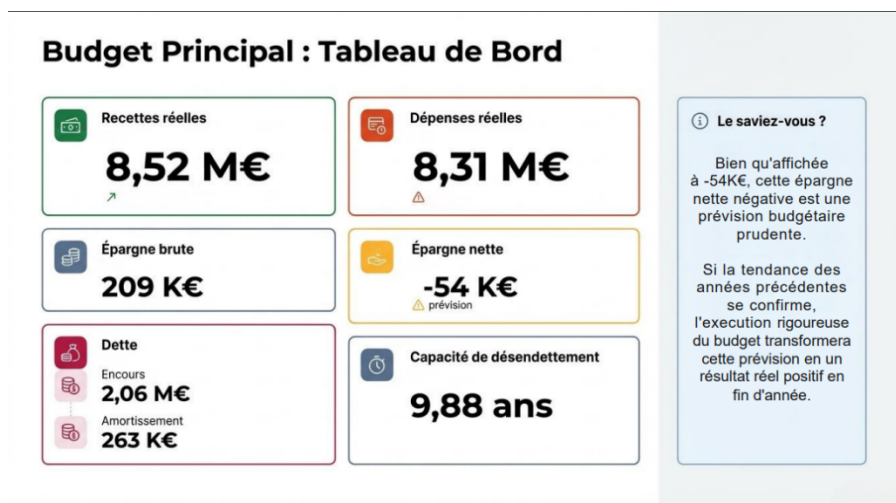 Budget Principal : Tableau de Bord
Recettes réelles
8,52 M€
Dépenses réelles
8,31 M€
Épargne brute
209 K€
Épargne nette
-54 K€
prévision
Dette
Encours
2,06 M€
Amortissement
263 K€
Capacité de désendettement
9,88 ans
Le saviez-vous ?
Bien qu'affichée
à -54K€, cette épargne
nette négative est une
prévision budgétaire
prudente.
Si la tendance des
années précédentes
se confirme,
l'execution rigoureuse
du budget transformera
cette prévision en un
résultat réel positif en
fin d'année.